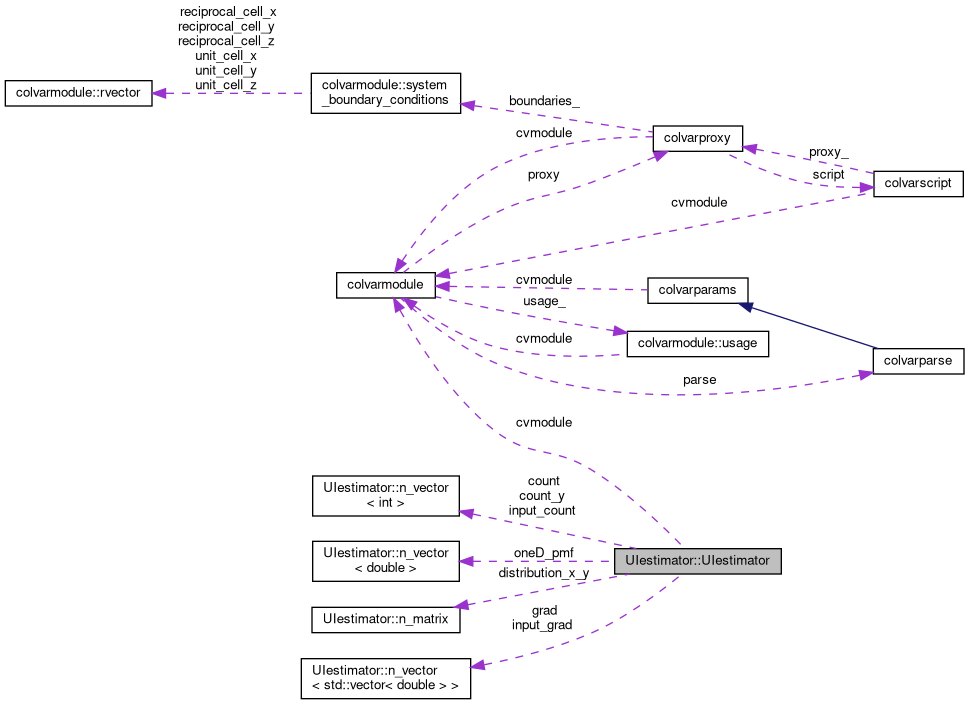 reciprocal_cell_x
reciprocal_cell_y
reciprocal_cell_z
unit_cell_x
unit_cell_y
unit_cell_z
colvarmodule::rvector
colvarmodule::system
_boundary_conditions
boundaries_
cvmodule
colvarproxy
proxy_
script
colvarscript
proxy
cvmodule
colvarmodule
cvmodule
colvarparams
usage_
cvmodule
colvarmodule::usage
colvarparse
parse
cvmodule
UIestimator::n_vector
< int >
count
count_y
input_count
UIestimator::n_vector
< double >
oneD_pmf
UIestimator::UIestimator
distribution_x_y
UIestimator::n_matrix
grad
input_grad
UIestimator::n_vector
< std::vector< double > >